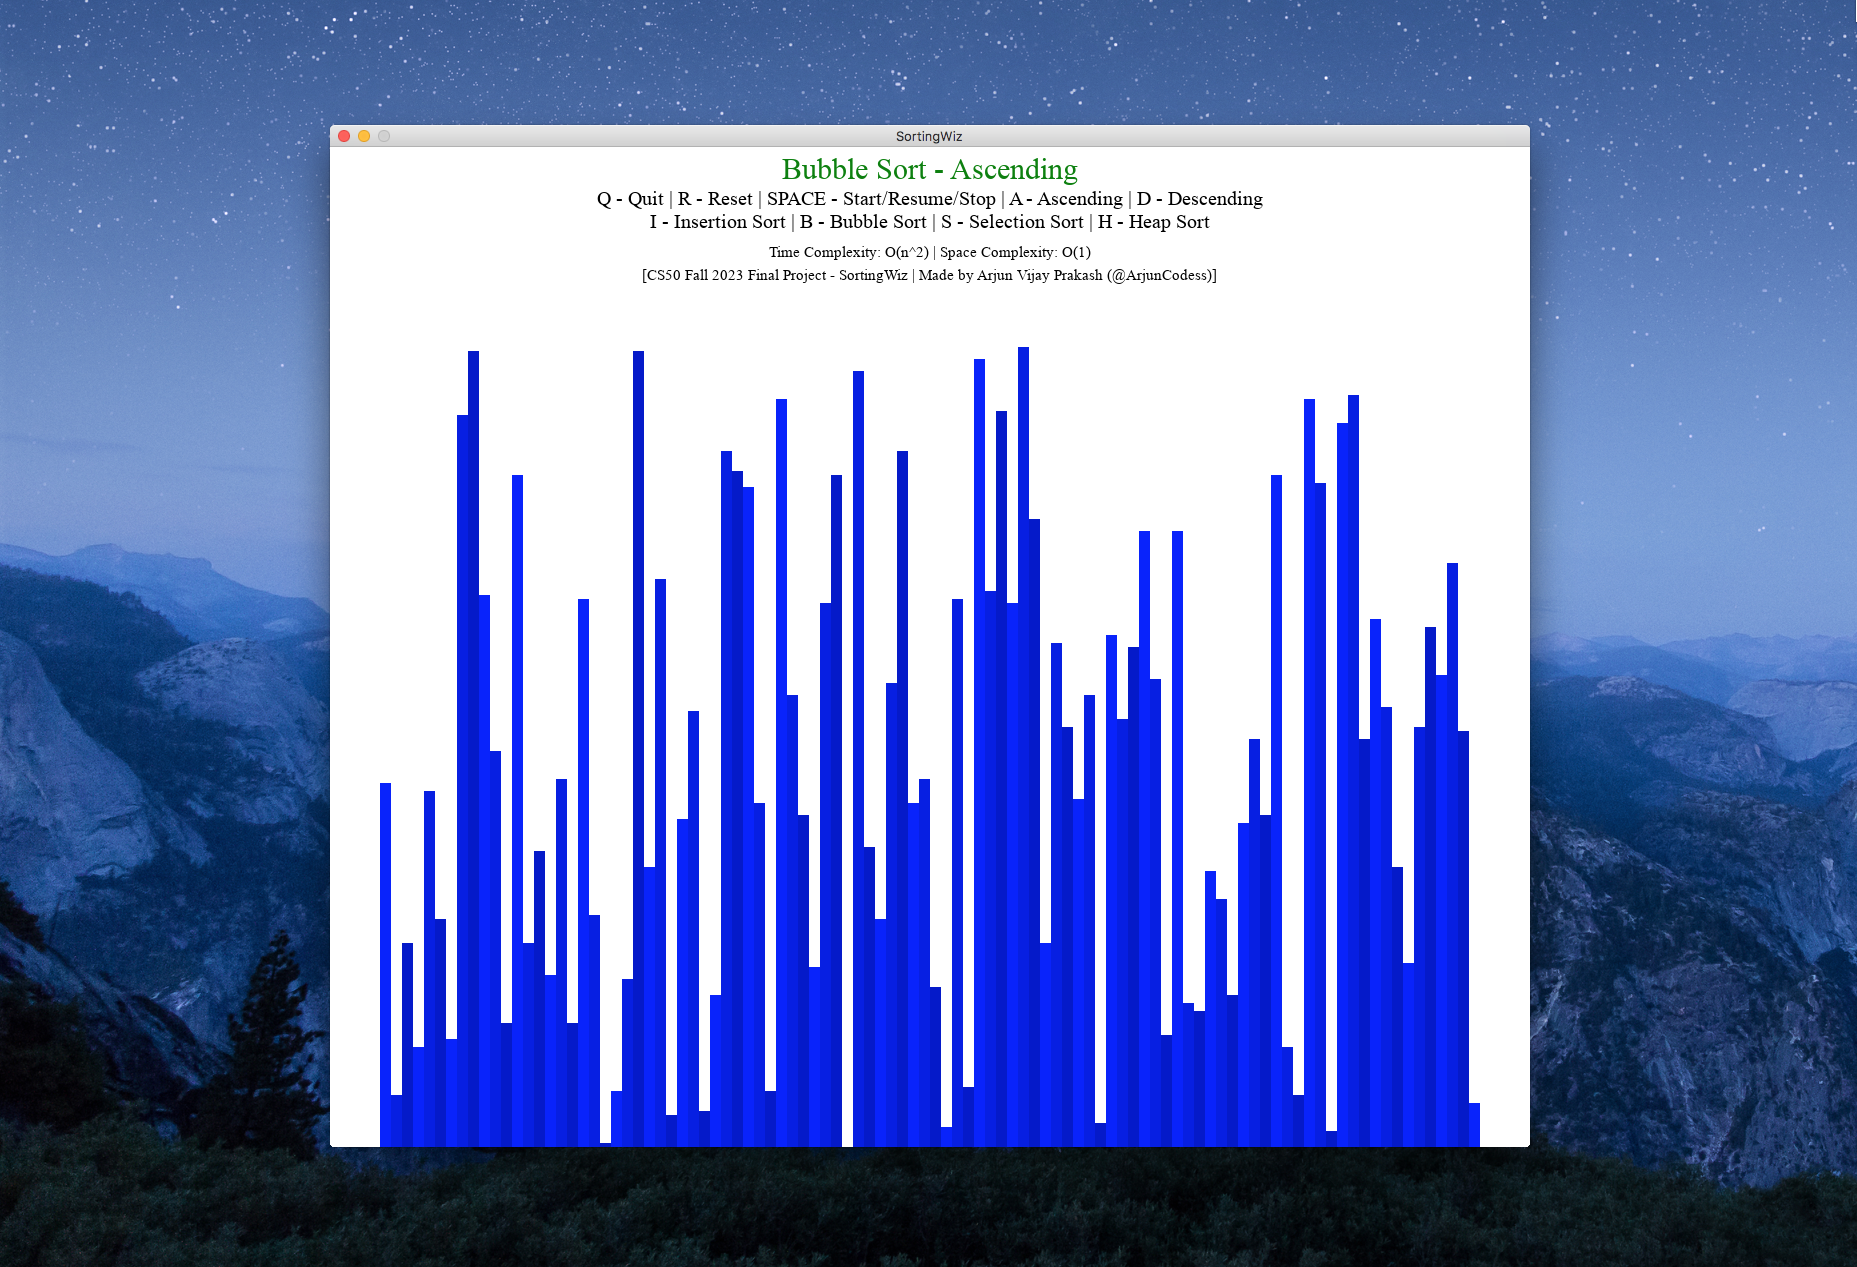 SortingWiz
Bubble Sort - Ascending
Q - Quit | R - Reset | SPACE - Start/Resume/Stop | A - Ascending | D - Descending
I - Insertion Sort | B - Bubble Sort | S - Selection Sort | H - Heap Sort
Time Complexity: O(n^2) | Space Complexity: O(1)
[CS50 Fall 2023 Final Project - SortingWiz | Made by Arjun Vijay Prakash (@ArjunCodess)]